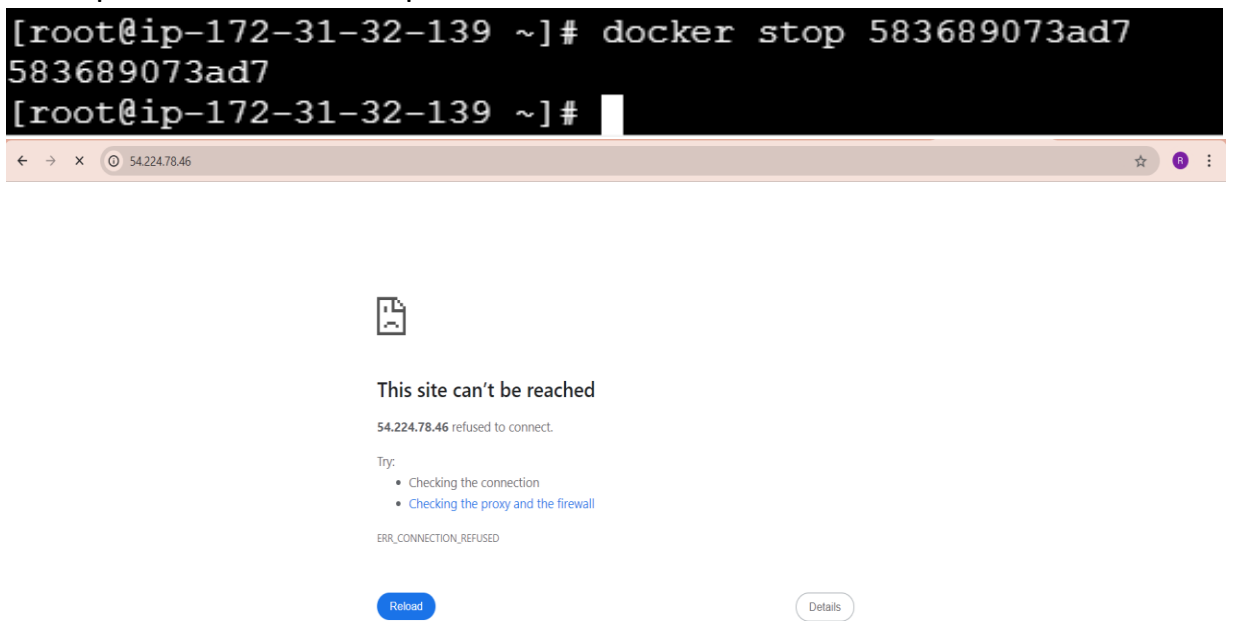 [root@ip-172-31-32-139 ~]# docker stop 583689073ad7
583689073ad7
[root@ip-172-31-32-139 ~]#
54.224.78.46
R
This site can’t be reached
54.224.78.46 refused to connect.
Try:
• Checking the connection
• Checking the proxy and the firewall
ERR_CONNECTION_REFUSED
Reload Details